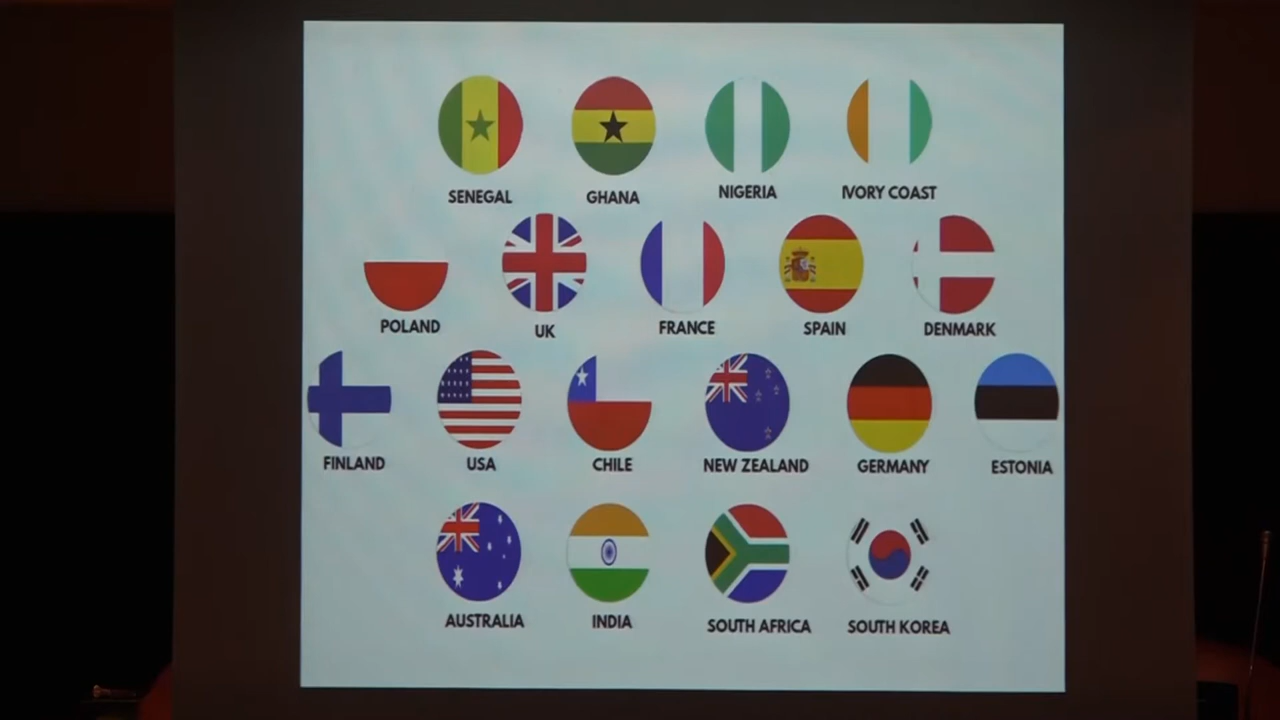 SENEGAL GHANA NIGERIA IVORY COAST
POLAND UK FRANCE SPAIN DENMARK
FINLAND USA CHILE NEW ZEALAND GERMANY ESTONIA
AUSTRALIA INDIA SOUTH AFRICA SOUTH KOREA